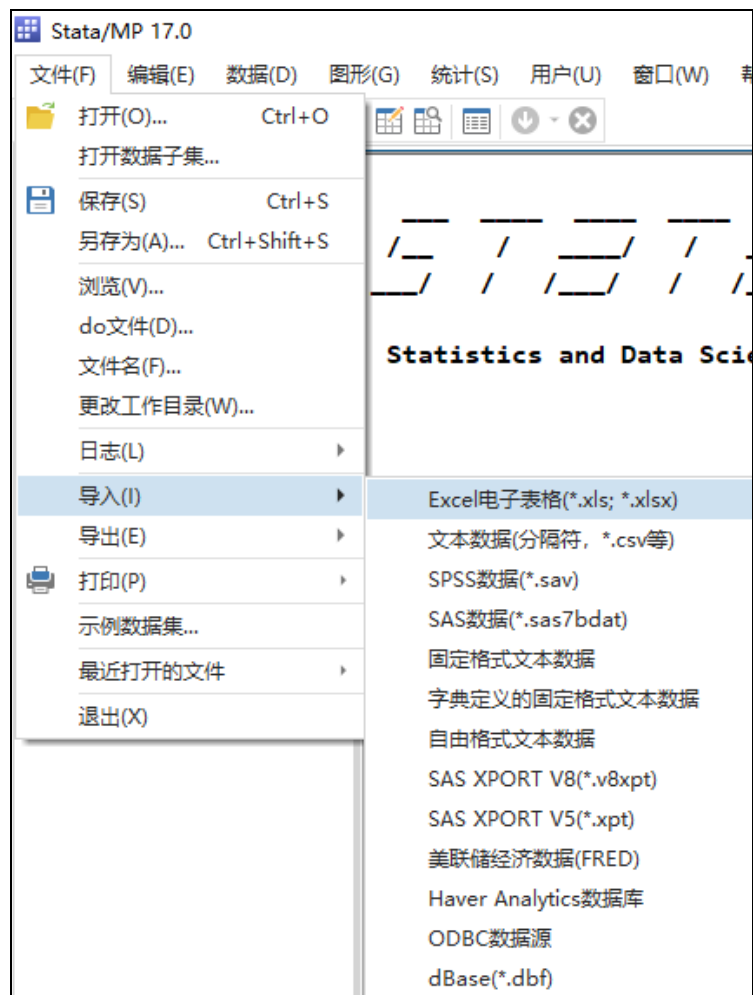 Stata/MP 17.0
文件(F) 编辑(E) 数据(D) 图形(G) 统计(S) 用户(U) 窗口(W)
打开(O)... Ctrl+O
打开数据子集...
保存(S) Ctrl+S
另存为(A)... Ctrl+Shift+S
浏览(V)...
do文件(D)...
文件名(F)...
更改工作目录(W)...
日志(L)
导入(I)
导出(E)
打印(P)
示例数据集...
最近打开的文件
退出(X)
Statistics and Data
Excel电子表格(*.xls; *.xlsx)
文本数据(分隔符，*.csv等)
SPSS数据(*.sav)
SAS数据(*.sas7bdat)
固定格式文本数据
字典定义的固定格式文本数据
自由格式文本数据
SAS XPORT V8(*.v8xpt)
SAS XPORT V5(*.xpt)
美联储经济数据(FRED)
Haver Analytics数据库
ODBC数据源
dBase(*.dbf)